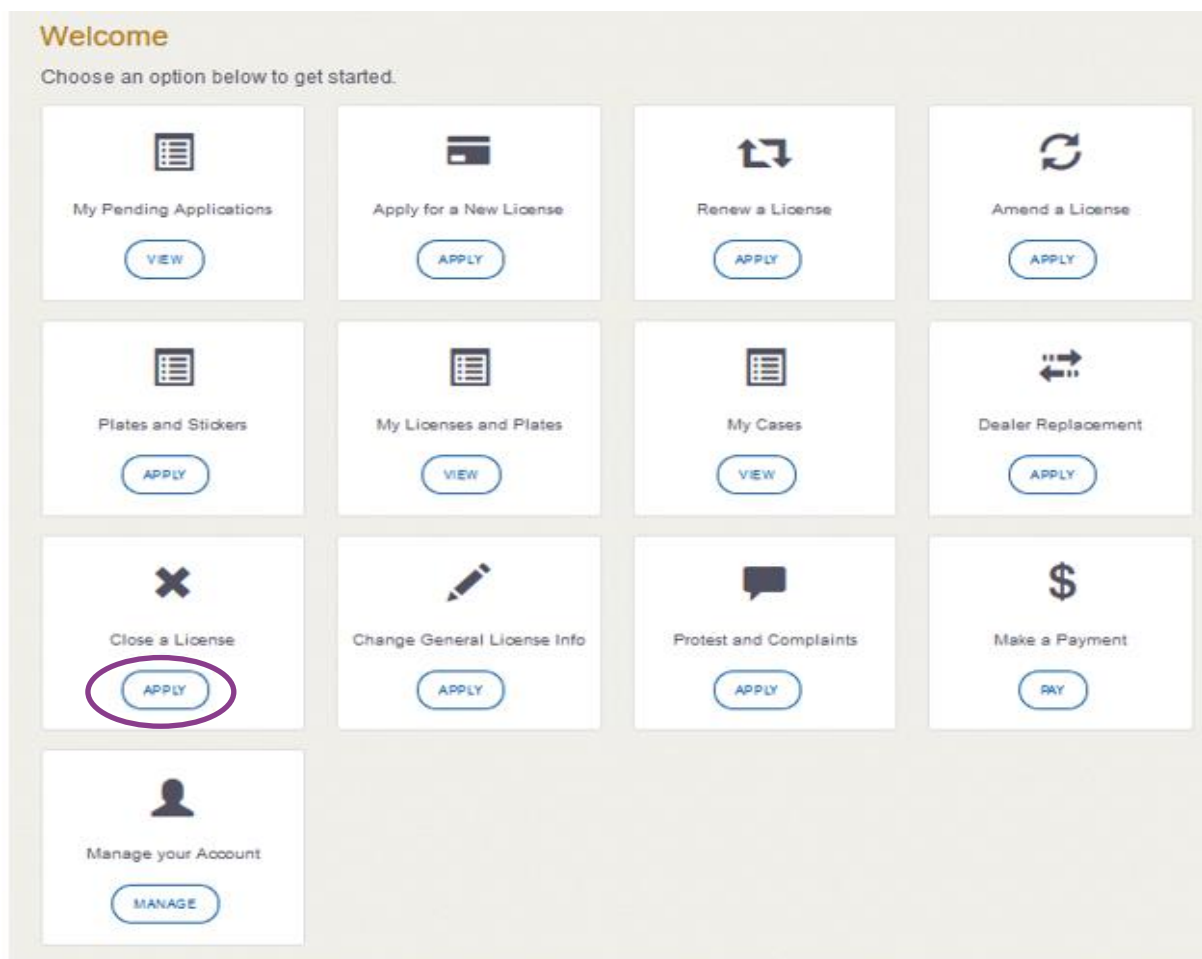 Welcome
Choose an option below to get started.
My Pending Applications
VIEW
Apply for a New License
APPLY
Renew a License
APPLY
Amend a License
APPLY
Plates and Stickers
APPLY
My Licenses and Plates
VIEW
My Cases
VIEW
Dealer Replacement
APPLY
Close a License
APPLY
Change General License Info
APPLY
Protest and Complaints
APPLY
$
Make a Payment
PAY
Manage your Account
MANAGE